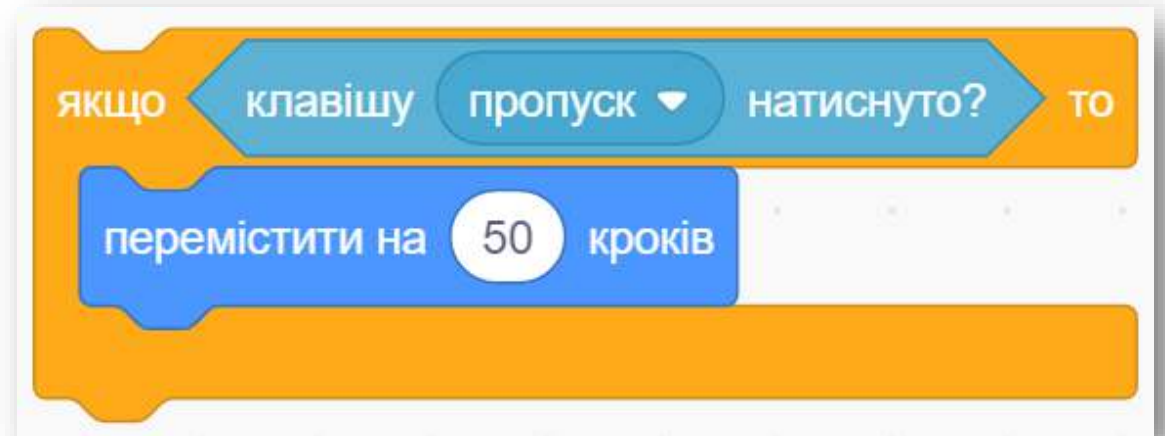 якщо клавішу пропуск натиснуто? то
перемістити на 50 кроків